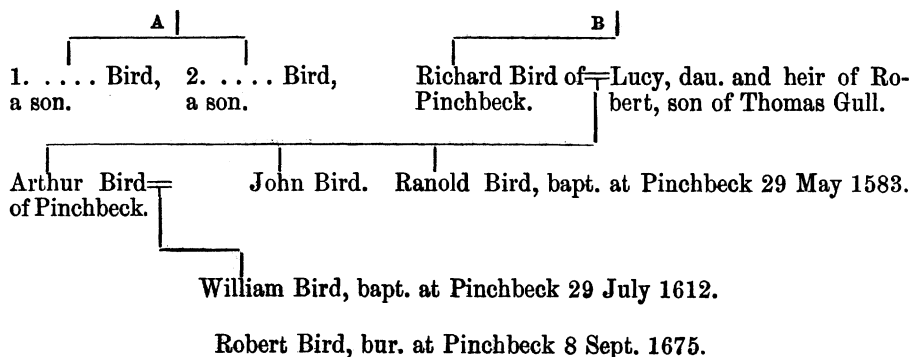 A B
1. . . . . . Bird, 2. . . . . . Bird, Richard Bird of Lucy, dau. and heir of Ro-
a son. a son. Pinchbeck. bert, son of Thomas Gull.
Arthur Bird John Bird. Ranold Bird, bapt. at Pinchbeck 29 May 1583.
of Pinchbeck.
William Bird, bapt. at Pinchbeck 29 July 1612.
Robert Bird, bur. at Pinchbeck 8 Sept. 1675.